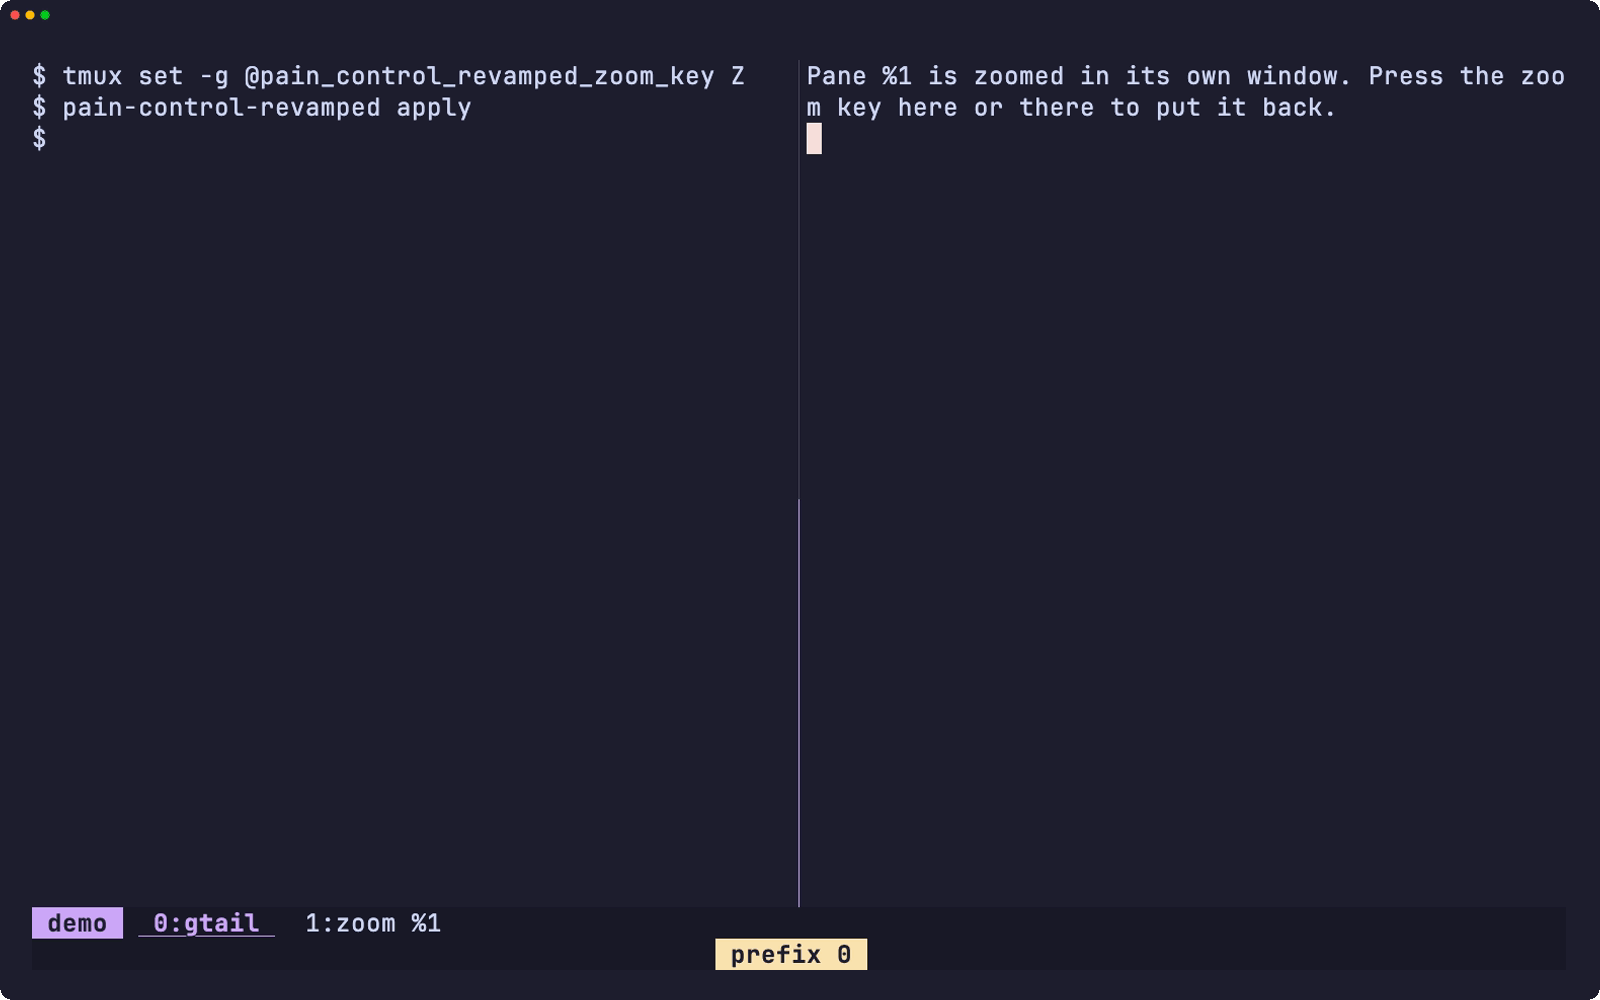 $ tmux set -g @pain_control_revamped_zoom_key Z
$ pain-control-revamped apply
$
Pane %1 is zoomed in its own window. Press the zoo
m key here or there to put it back.
demo 0:gtail 1:zoom %1
prefix 0